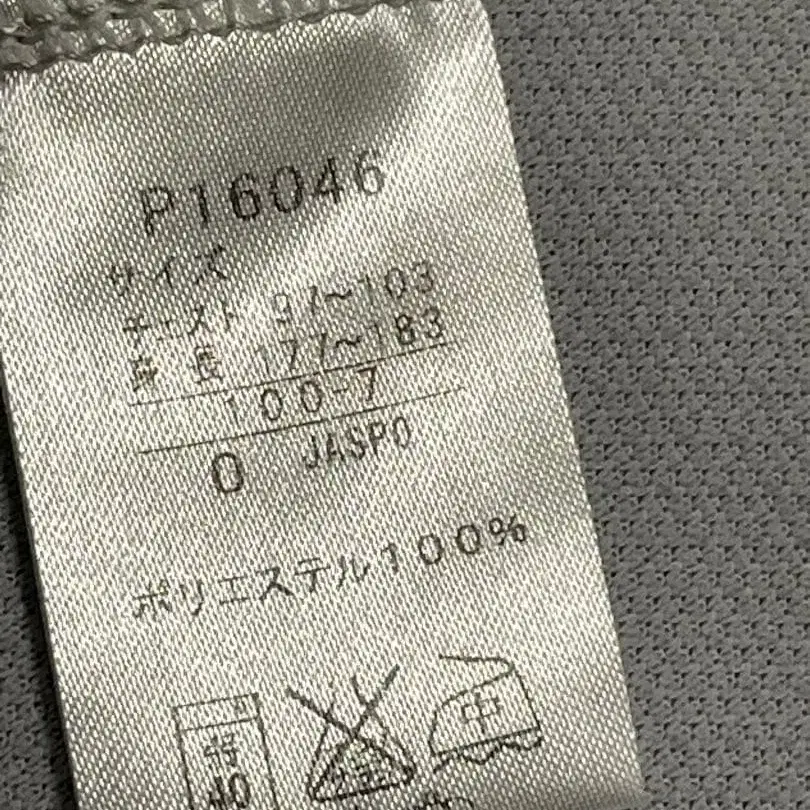 P16046
サイズ
チェスト 97～103
身長 177～183
100-7
O JASPO
ポリエステル100%
中
40